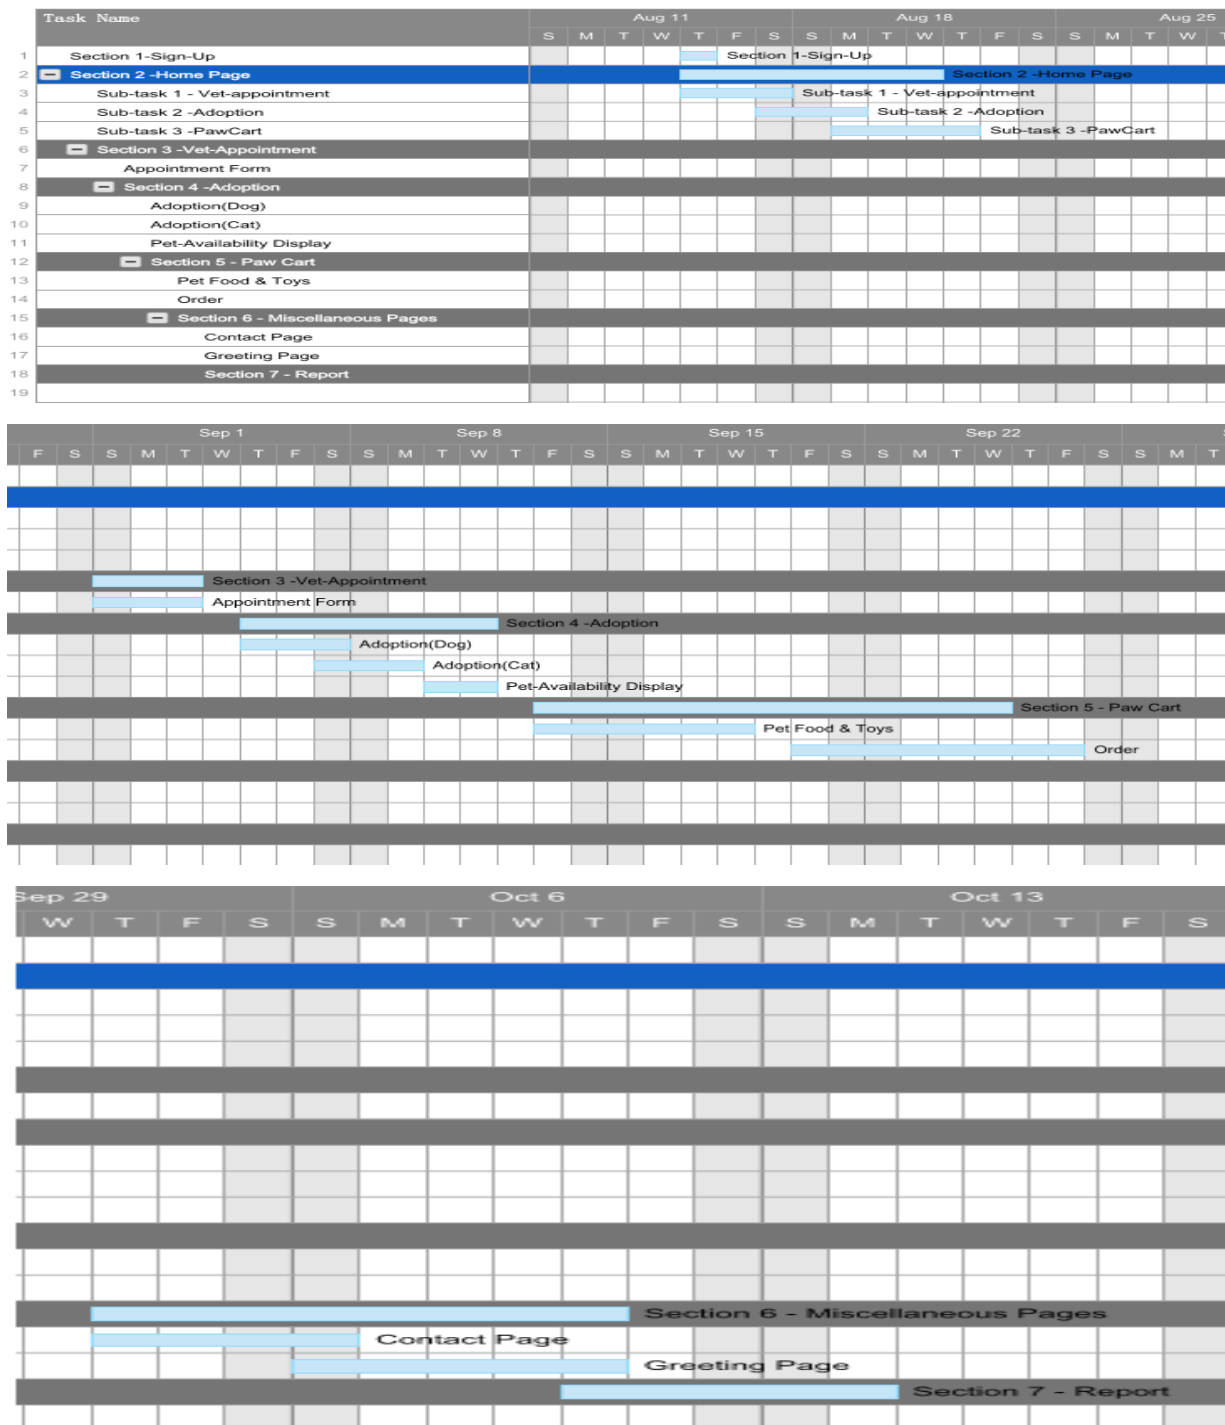 Task Name Aug 11 Aug 18 Aug 25
S M T W T F S S M T W T F S S M T W T
1 Section 1-Sign-Up Section 1-Sign-Up
2 Section 2 -Home Page Section 2 -Home Page
3 Sub-task 1 - Vet-appointment Sub-task 1 - Vet-appointment
4 Sub-task 2 -Adoption Sub-task 2 -Adoption
5 Sub-task 3 -PawCart Sub-task 3 -PawCart
6 Section 3 -Vet-Appointment
7 Appointment Form
8 Section 4 -Adoption
9 Adoption(Dog)
10 Adoption(Cat)
11 Pet-Availability Display
12 Section 5 - Paw Cart
13 Pet Food & Toys
14 Order
15 Section 6 - Miscellaneous Pages
16 Contact Page
17 Greeting Page
18 Section 7 - Report
19
Sep 1 Sep 8 Sep 15 Sep 22
F S S M T W T F S S M T W T F S S M T W T F S S M T W T F S S M T
Section 3 -Vet-Appointment
Appointment Form
Section 4 -Adoption
Adoption(Dog)
Adoption(Cat)
Pet-Availability Display
Section 5 - Paw Cart
Pet Food & Toys
Order
Sep 29 Oct 6 Oct 13
W T F S S M T W T F S S M T W T F S
Section 6 - Miscellaneous Pages
Contact Page
Greeting Page
Section 7 - Report